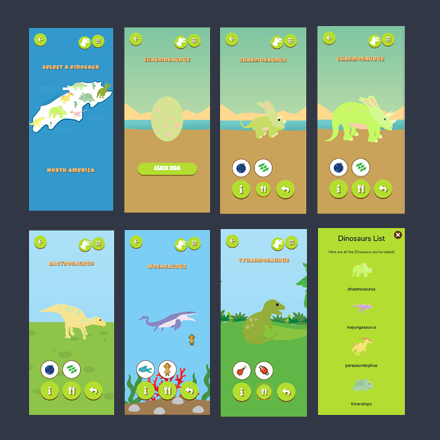 SELECT A DINOSAUR
NORTH AMERICA
CHASMOSAURUS
CLICK EGG
CHASMOSAURUS
CHASMOSAURUS
BACTROSAURUS
MOSASAURUS
TYRANNOSAURUS
Dinosaurs List
Here are all the Dinosaurs you've raised!
chasmosaurus
majungasaurus
parasaurolophus
triceratops